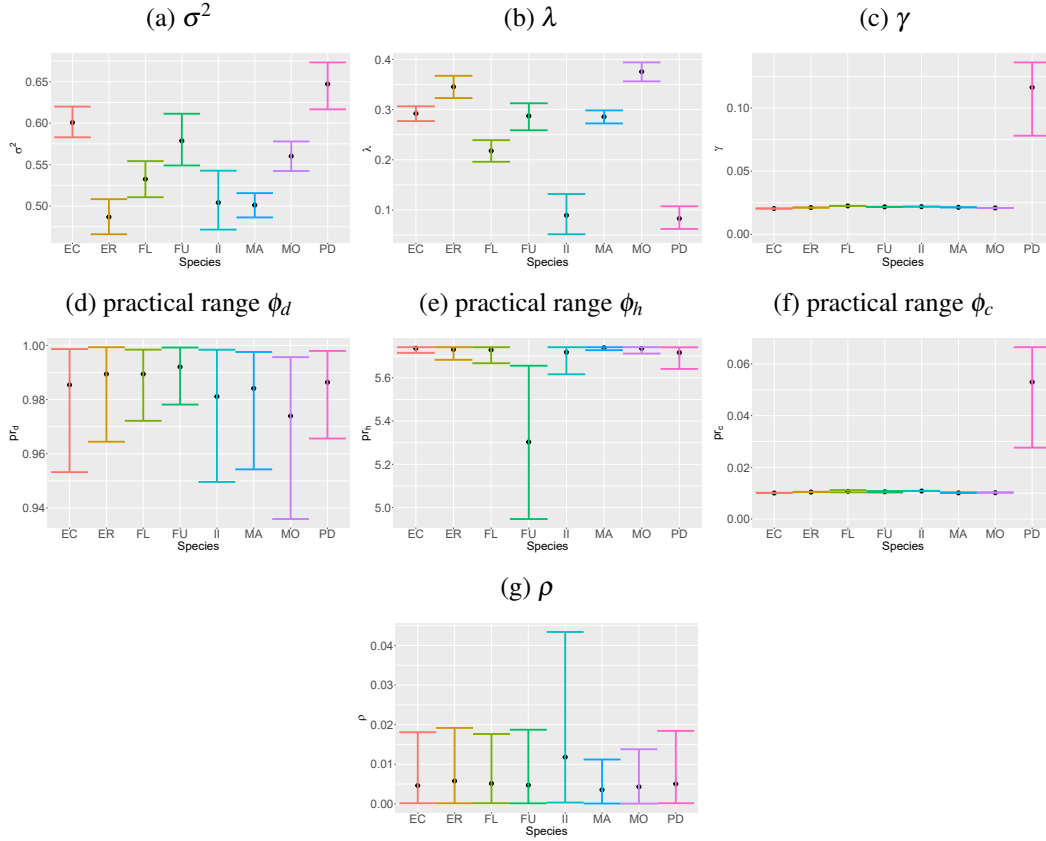 (a) σ²
(b) λ
(c) γ
0.65
0.60
0.55
0.50
σ²
EC ER FL FU II MA MO PD
Species
0.4
0.3
0.2
0.1
λ
EC ER FL FU II MA MO PD
Species
0.10
0.05
0.00
γ
EC ER FL FU II MA MO PD
Species
(d) practical range ϕd
(e) practical range ϕh
(f) practical range ϕc
1.00
0.98
0.96
0.94
prd
EC ER FL FU II MA MO PD
Species
5.6
5.4
5.2
5.0
prh
EC ER FL FU II MA MO PD
Species
0.06
0.04
0.02
0.00
prc
EC ER FL FU II MA MO PD
Species
(g) ρ
0.04
0.03
0.02
0.01
0.00
ρ
EC ER FL FU II MA MO PD
Species